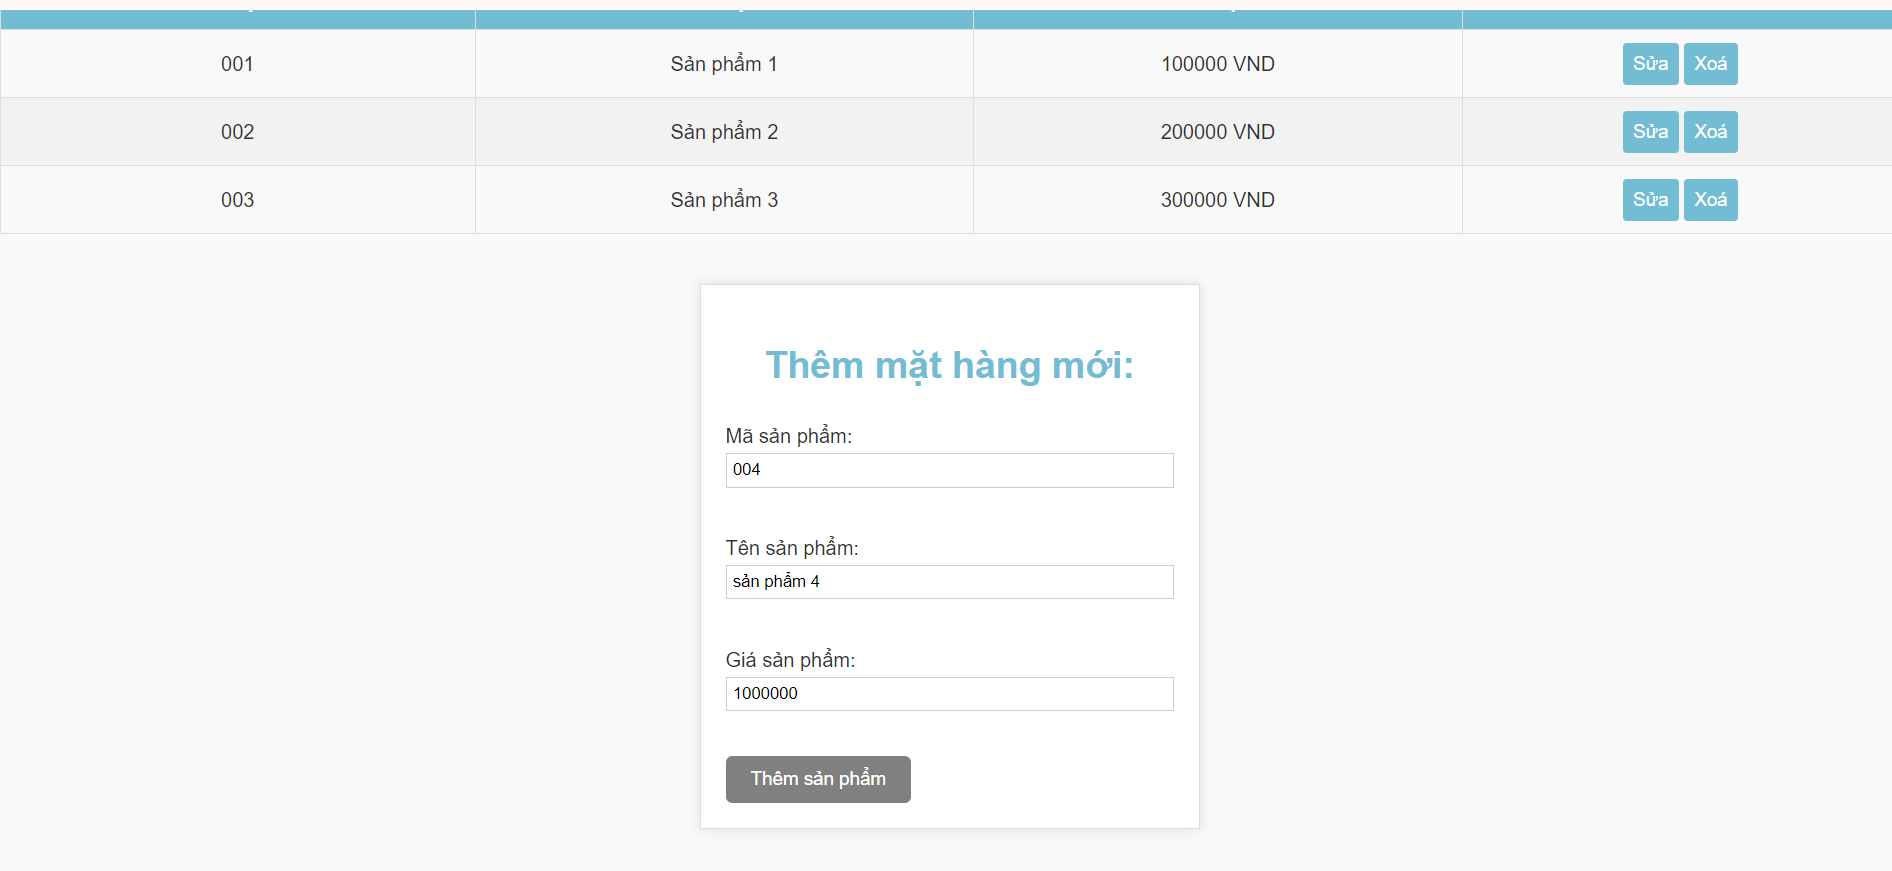 001 Sản phẩm 1 100000 VND Sửa Xoá
002 Sản phẩm 2 200000 VND Sửa Xoá
003 Sản phẩm 3 300000 VND Sửa Xoá
Thêm mặt hàng mới:
Mã sản phẩm:
004
Tên sản phẩm:
sản phẩm 4
Giá sản phẩm:
1000000
Thêm sản phẩm